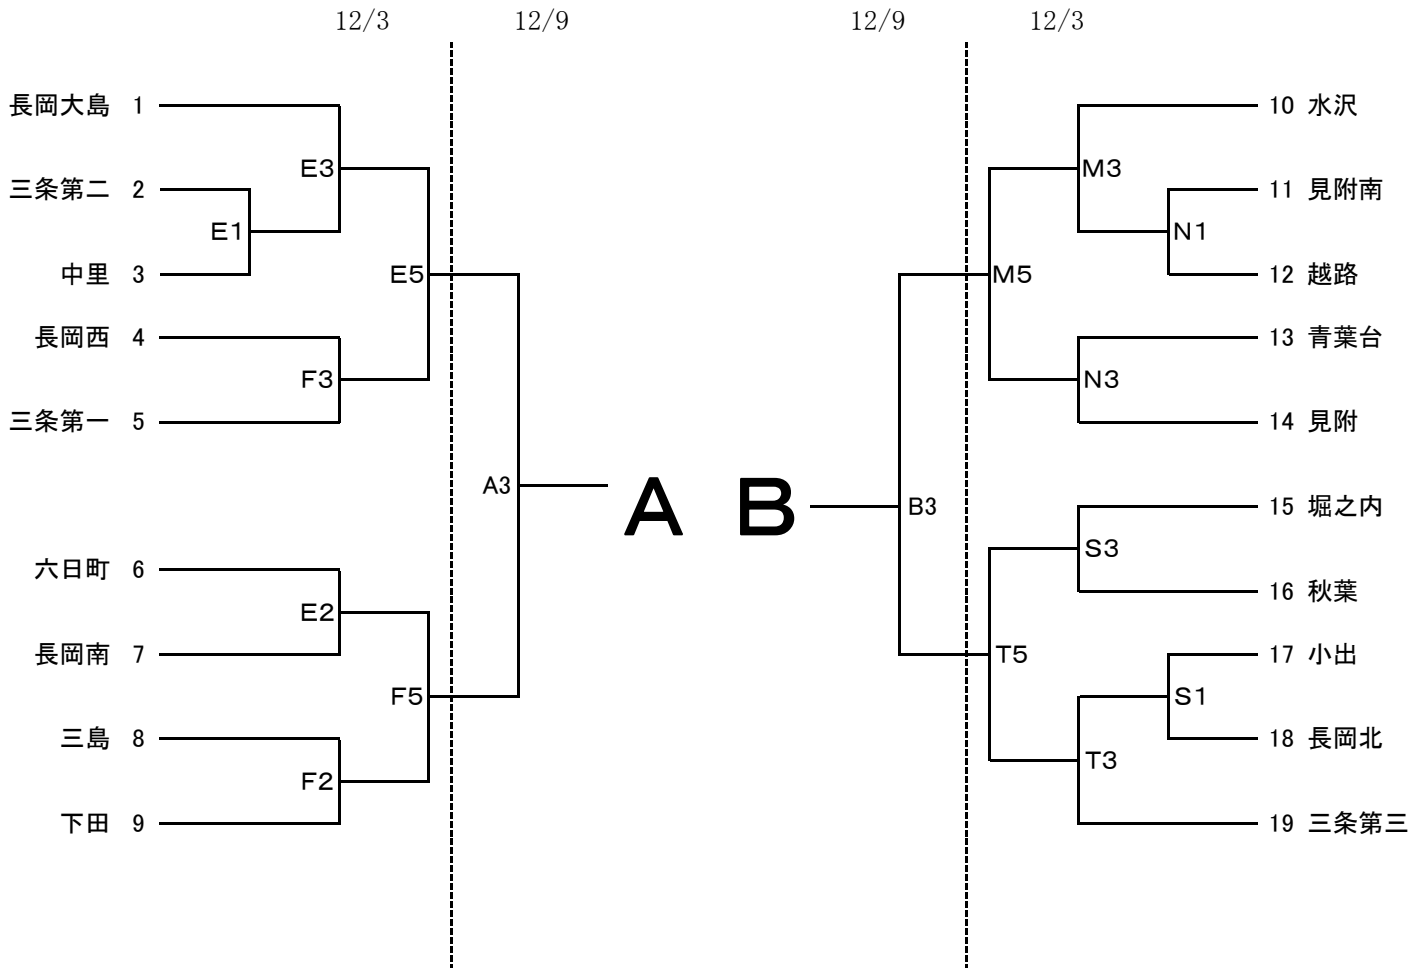 12/3 12/9 12/9 12/3
長岡大島 1
三条第二 2
中里 3
長岡西 4
三条第一 5
六日町 6
長岡南 7
三島 8
下田 9
E3
E1
E5
F3
A3
E2
F5
F2
A B
B3
M3
N1
M5
N3
S3
T5
S1
T3
10 水沢
11 見附南
12 越路
13 青葉台
14 見附
15 堀之内
16 秋葉
17 小出
18 長岡北
19 三条第三